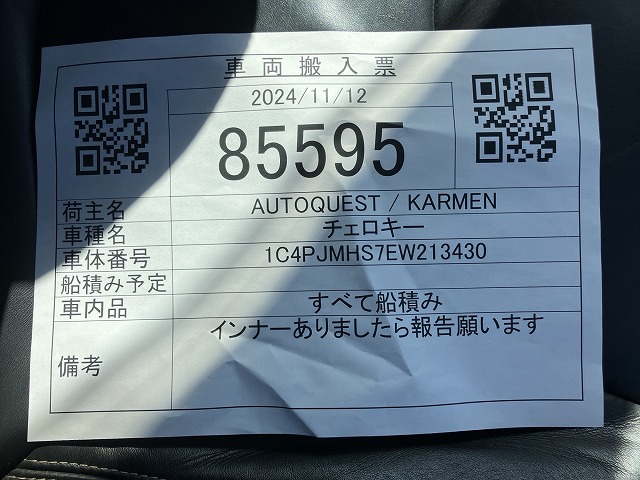 車両搬入票
2024/11/12
85595
荷主名 AUTOQUEST / KARMEN
車種名 チェロキー
車体番号 1C4PJMHS7EW213430
船積み予定
車内品 すべて船積み
備考 インナーありましたら報告願います